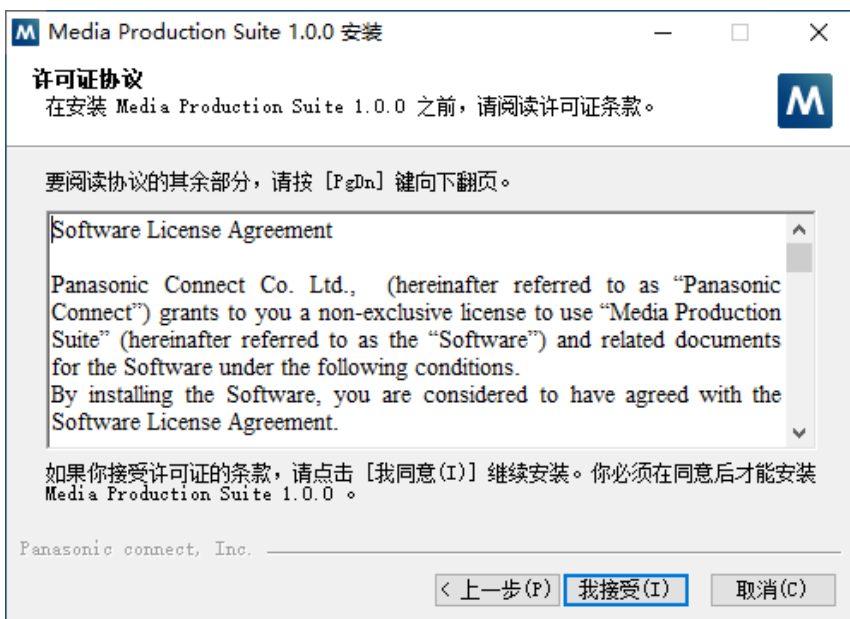 M Media Production Suite 1.0.0 安装
许可证协议
在安装 Media Production Suite 1.0.0 之前，请阅读许可证条款。
M
要阅读协议的其余部分，请按 [PgDn] 键向下翻页。
Software License Agreement
Panasonic Connect Co. Ltd., (hereinafter referred to as “Panasonic
Connect”) grants to you a non-exclusive license to use “Media Production
Suite” (hereinafter referred to as the “Software”) and related documents
for the Software under the following conditions.
By installing the Software, you are considered to have agreed with the
Software License Agreement.
如果你接受许可证的条款，请点击 [我同意(I)] 继续安装。你必须在同意后才能安装
Media Production Suite 1.0.0 。
Panasonic connect, Inc.
< 上一步(P) 我接受(I) 取消(C)